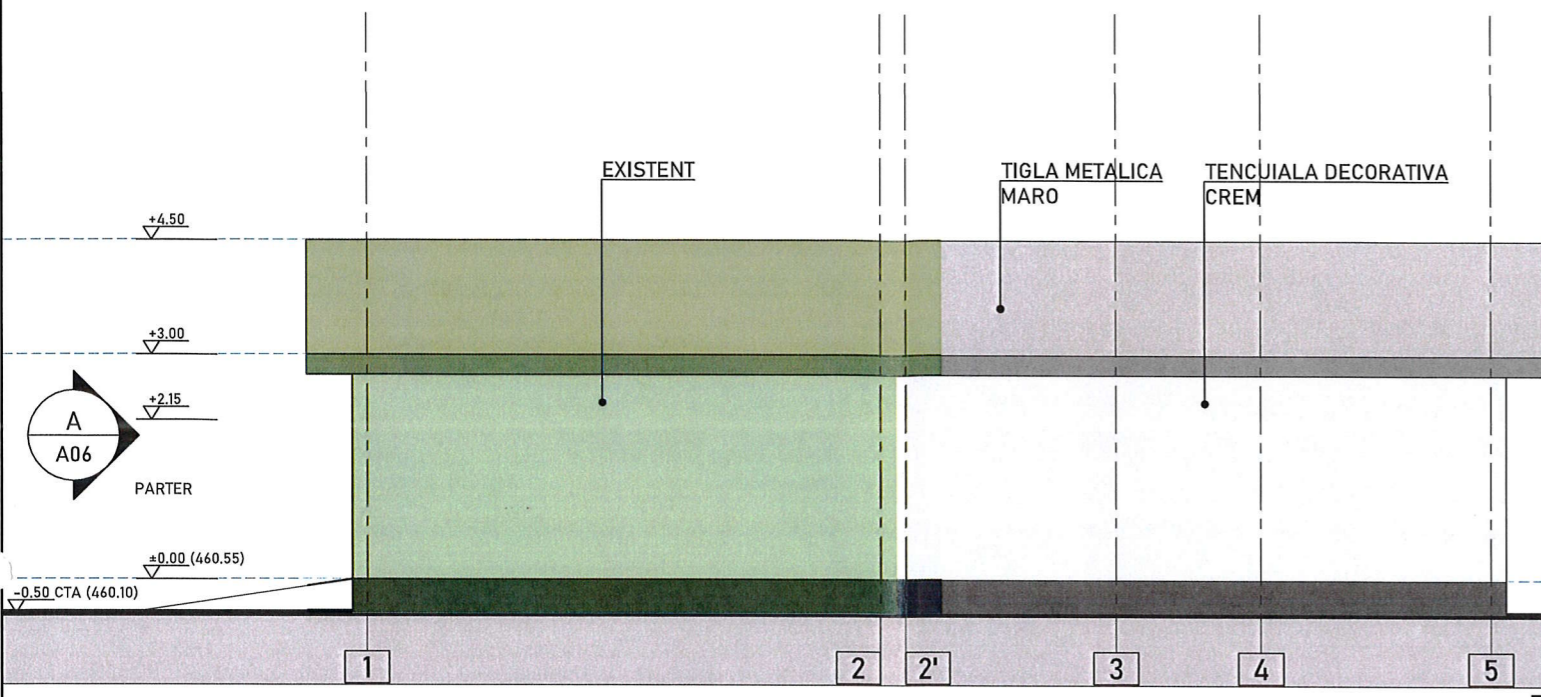 EXISTENT
TIGLA METALICA
MARO
TENCUIALA DECORATIVA
CREM
+4.50
+3.00
+2.15
A
A06
PARTER
±0.00 (460.55)
-0.50 CTA (460.10)
1
2
2'
3
4
5